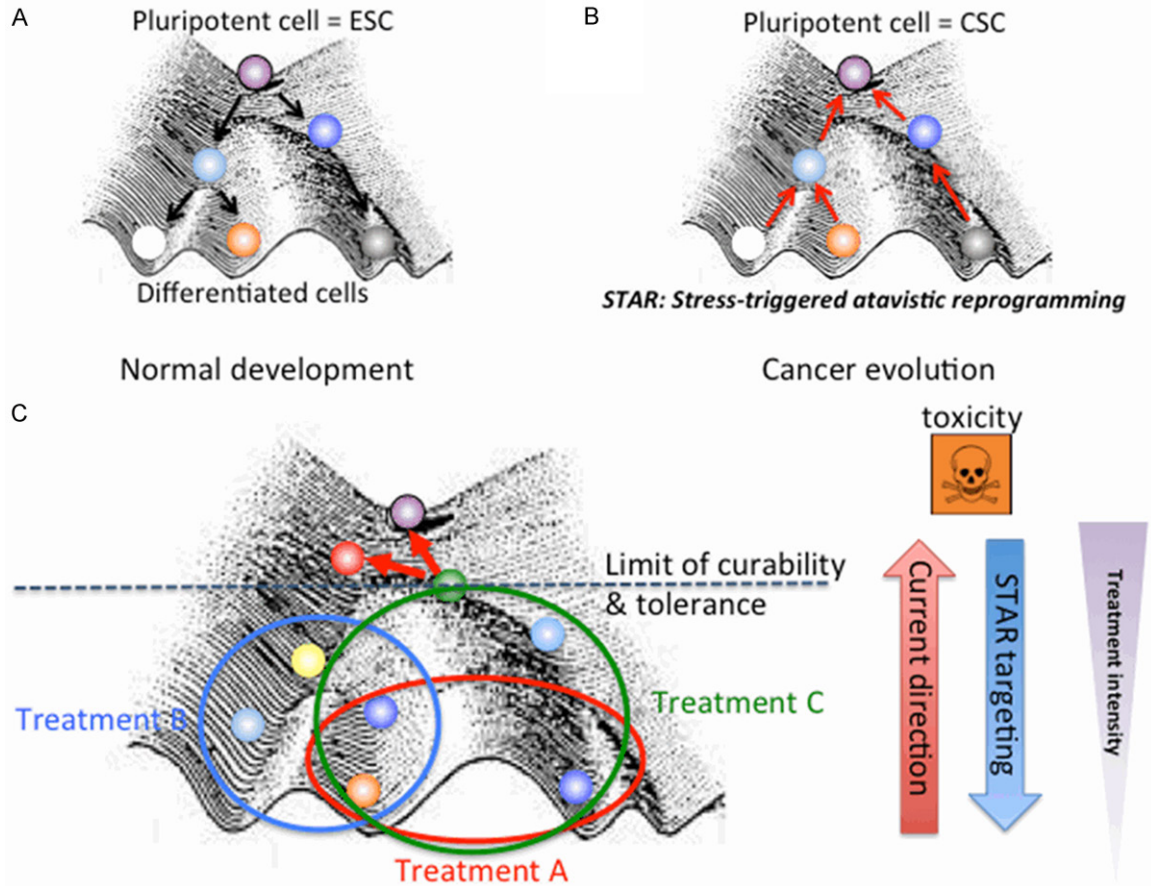 A
Pluripotent cell = ESC
Differentiated cells
Normal development
B
Pluripotent cell = CSC
STAR: Stress-triggered atavistic reprogramming
Cancer evolution
C
Limit of curability
& tolerance
Treatment B
Treatment C
Treatment A
toxicity
Current direction
STAR targeting
Treatment intensity